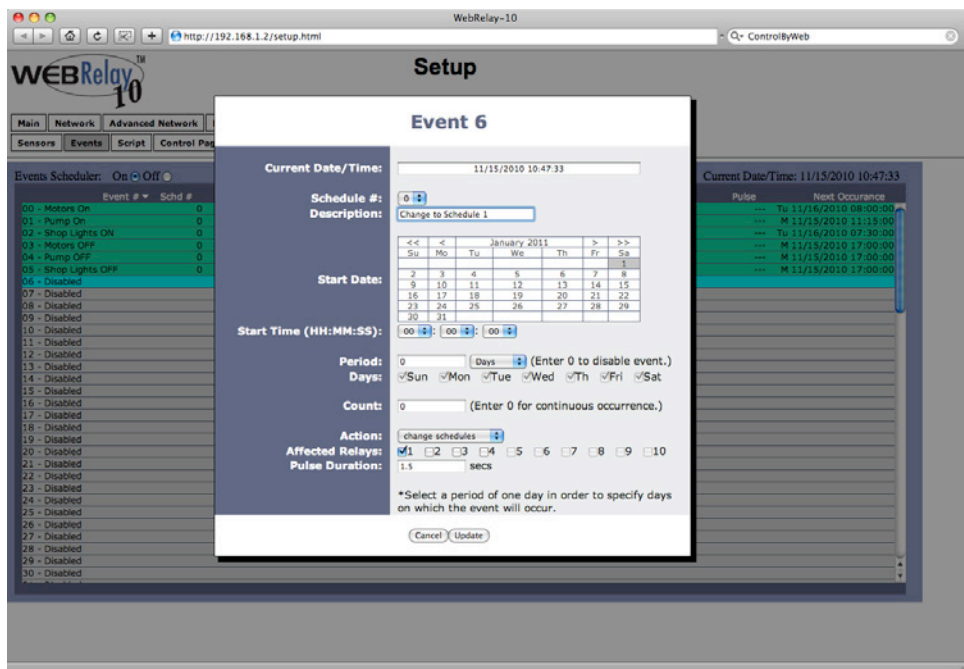 WebRelay-10
http://192.168.1.2/setup.html
ControlByWeb
WEBRelay™
10
Setup
Main Network Advanced Network
Sensors Events Script Control Pag
Events Scheduler: On Off
Current Date/Time: 11/15/2010 10:47:33
Event # Schd # Pulse Next Occurance
00 - Motors On 0 --- Tu 11/16/2010 08:00:00
01 - Pump On 0 --- M 11/15/2010 11:15:00
02 - Shop Lights ON 0 --- Tu 11/16/2010 07:30:00
03 - Motors OFF 0 --- M 11/15/2010 17:00:00
04 - Pump OFF 0 --- M 11/15/2010 17:00:00
05 - Shop Lights OFF 0 --- M 11/15/2010 17:00:00
06 - Disabled
07 - Disabled
08 - Disabled
09 - Disabled
10 - Disabled
11 - Disabled
12 - Disabled
13 - Disabled
14 - Disabled
15 - Disabled
16 - Disabled
17 - Disabled
18 - Disabled
19 - Disabled
20 - Disabled
21 - Disabled
22 - Disabled
23 - Disabled
24 - Disabled
25 - Disabled
26 - Disabled
27 - Disabled
28 - Disabled
29 - Disabled
30 - Disabled
Event 6
Current Date/Time: 11/15/2010 10:47:33
Schedule #: 0
Description: Change to Schedule 1
Start Date:
<< < January 2011 > >>
Su Mo Tu We Th Fr Sa
1
2 3 4 5 6 7 8
9 10 11 12 13 14 15
16 17 18 19 20 21 22
23 24 25 26 27 28 29
30 31
Start Time (HH:MM:SS): 00 : 00 : 00
Period: 0 Days (Enter 0 to disable event.)
Days: Sun Mon Tue Wed Th Fri Sat
Count: 0 (Enter 0 for continuous occurrence.)
Action: change schedules
Affected Relays: 1 2 3 4 5 6 7 8 9 10
Pulse Duration: 1.5 secs
*Select a period of one day in order to specify days
on which the event will occur.
Cancel Update